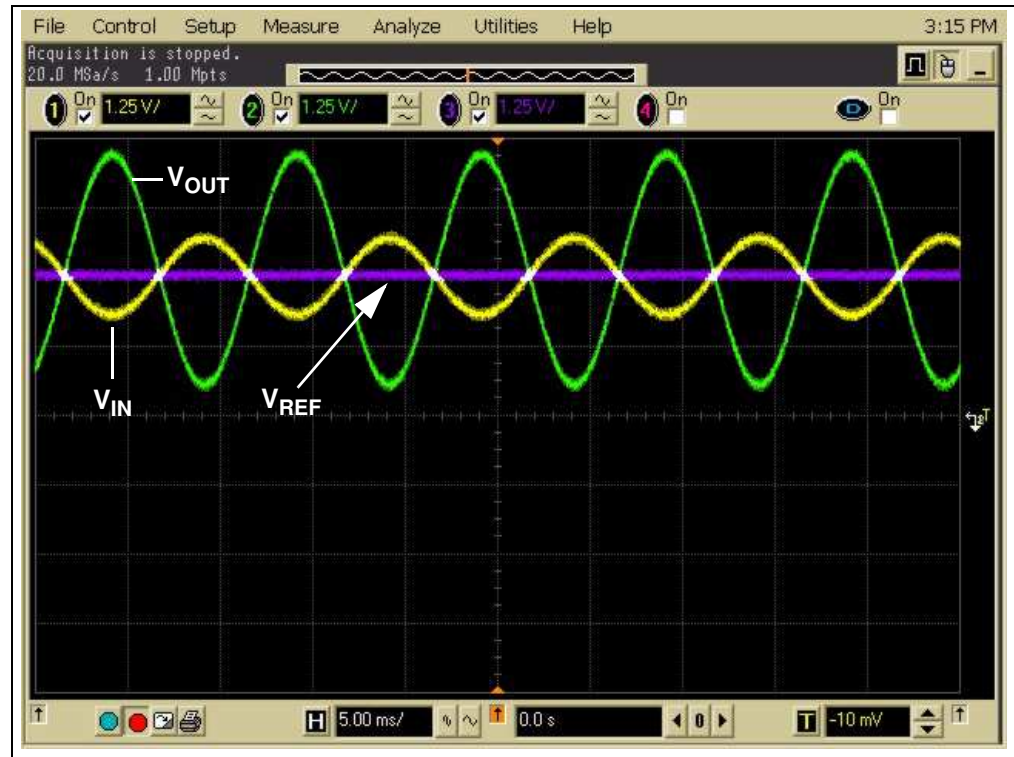 File Control Setup Measure Analyze Utilities Help 3:15 PM
Acquisition is stopped.
20.0 MSa/s 1.00 Mpts
1 On 1.25 V/ 2 On 1.25 V/ 3 On 1.25 V/ 4 On D On
VOUT
VIN
VREF
T
H 5.00 ms/ 0.0 s 0 T -10 mV